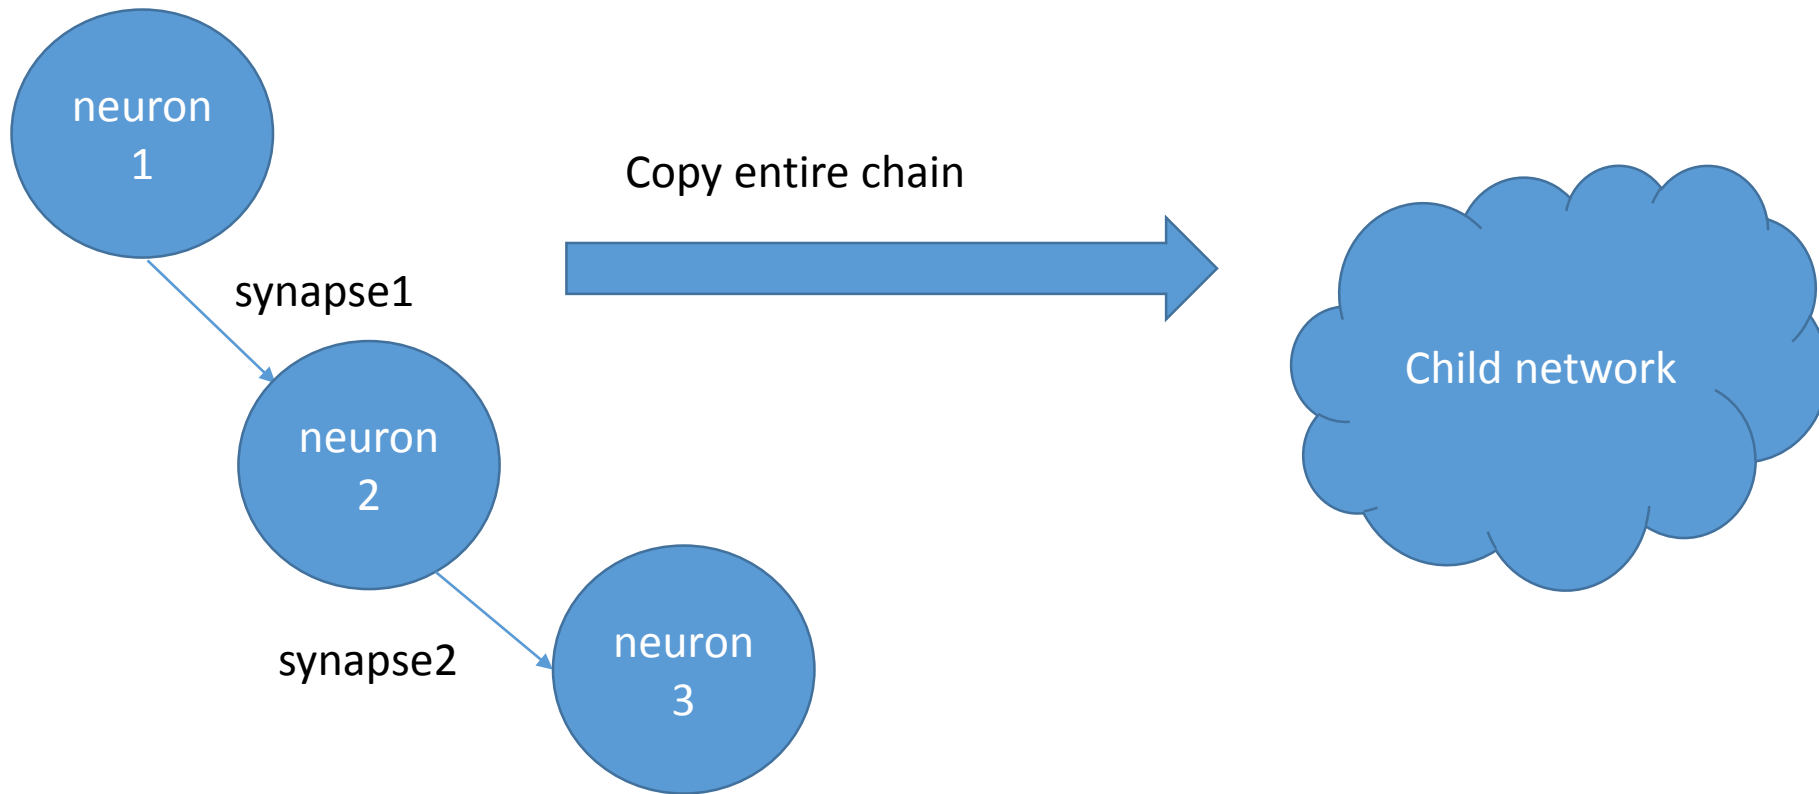 neuron
1
Copy entire chain
synapse1
Child network
neuron
2
synapse2
neuron
3